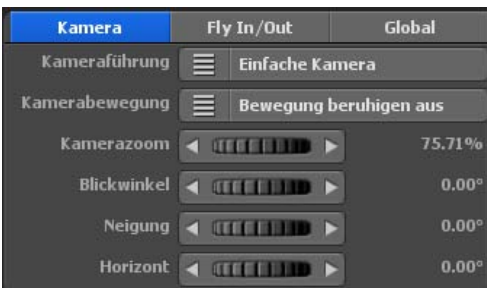 Kamera Fly In/Out Global
Kameraführung Einfache Kamera
Kamerabewegung Bewegung beruhigen aus
Kamerazoom 75.71%
Blickwinkel 0.00°
Neigung 0.00°
Horizont 0.00°